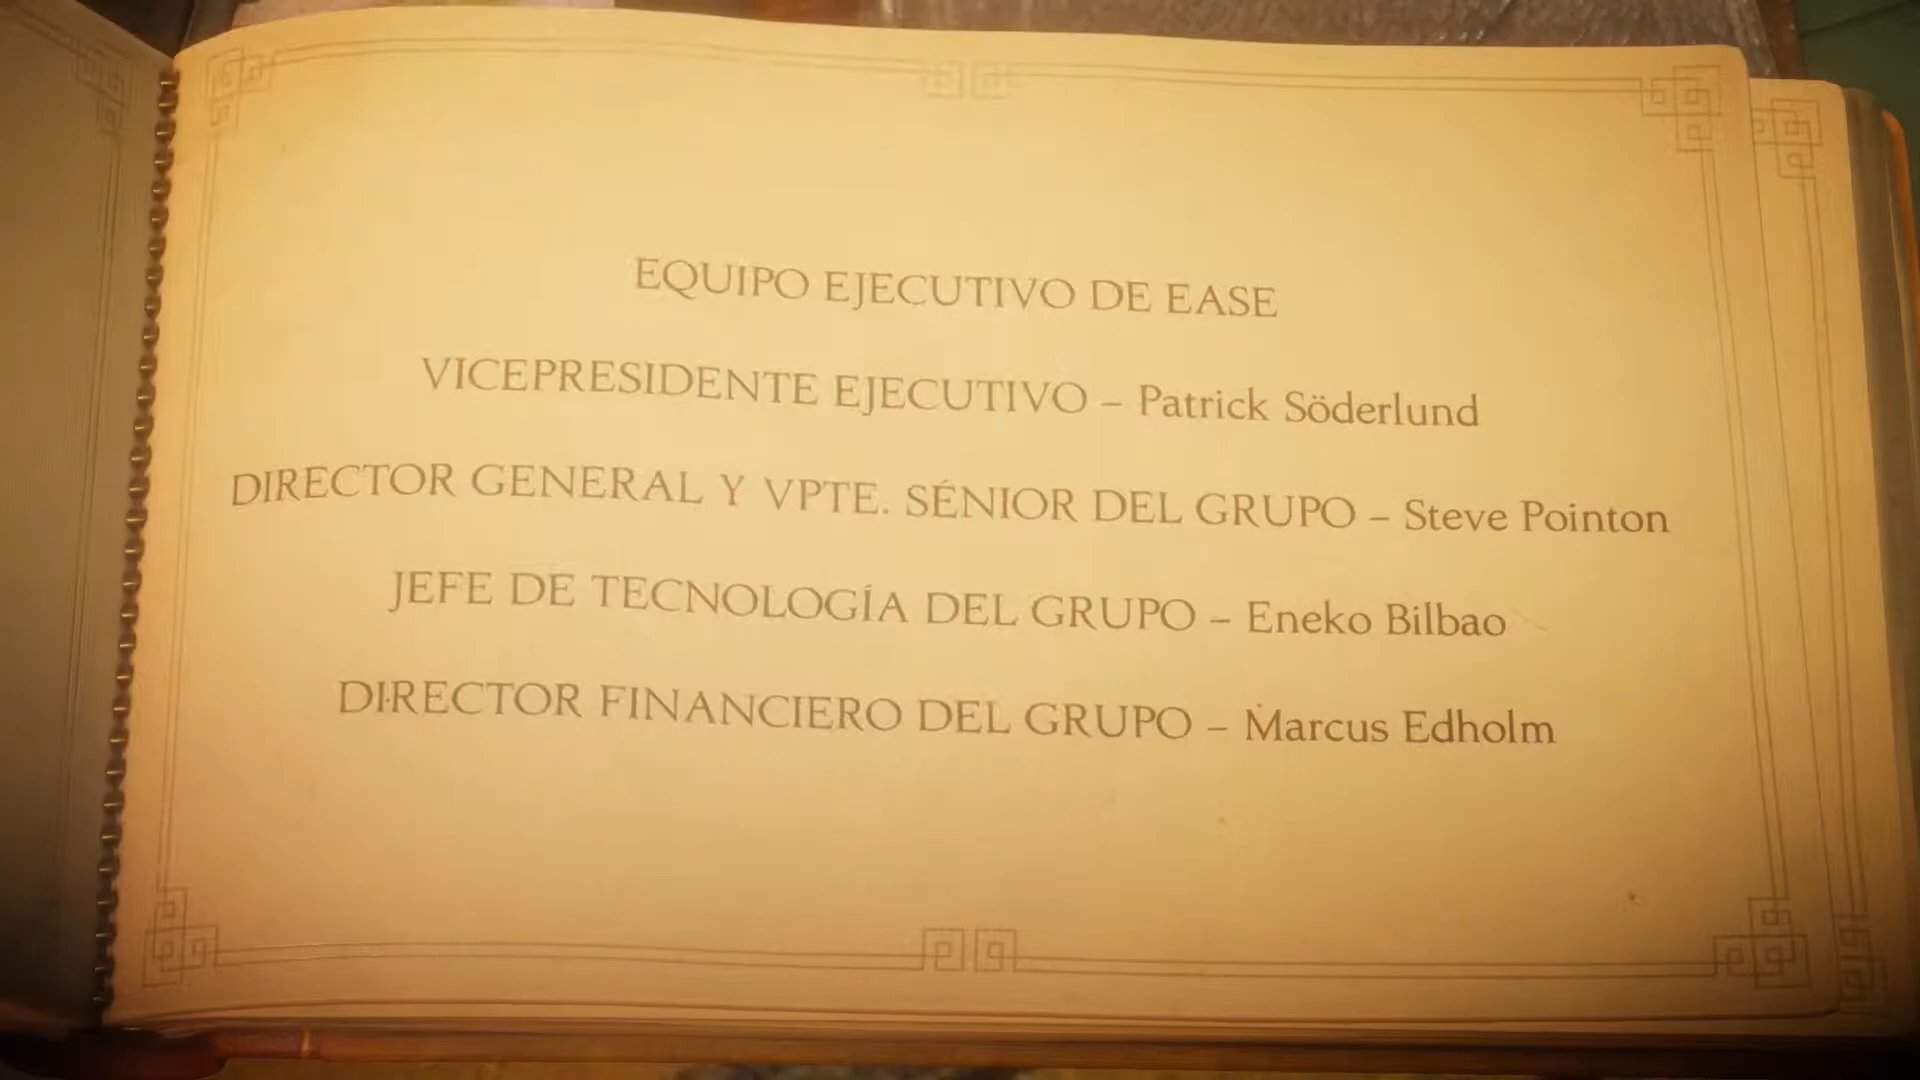 EQUIPO EJECUTIVO DE EASE
VICEPRESIDENTE EJECUTIVO – Patrick Söderlund
DIRECTOR GENERAL Y VPTE. SÉNIOR DEL GRUPO – Steve Pointon
JEFE DE TECNOLOGÍA DEL GRUPO – Eneko Bilbao
DIRECTOR FINANCIERO DEL GRUPO – Marcus Edholm